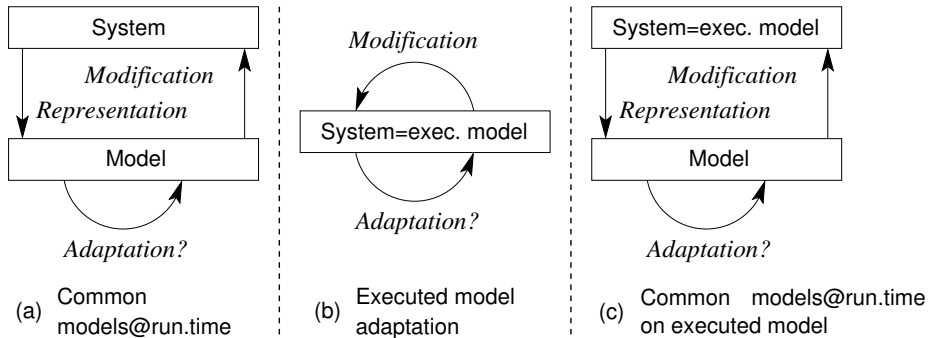 System
Modification
Representation
Model
Adaptation?
(a) Common
models@run.time
Modification
System=exec. model
Adaptation?
(b) Executed model
adaptation
System=exec. model
Modification
Representation
Model
Adaptation?
(c) Common models@run.time
on executed model